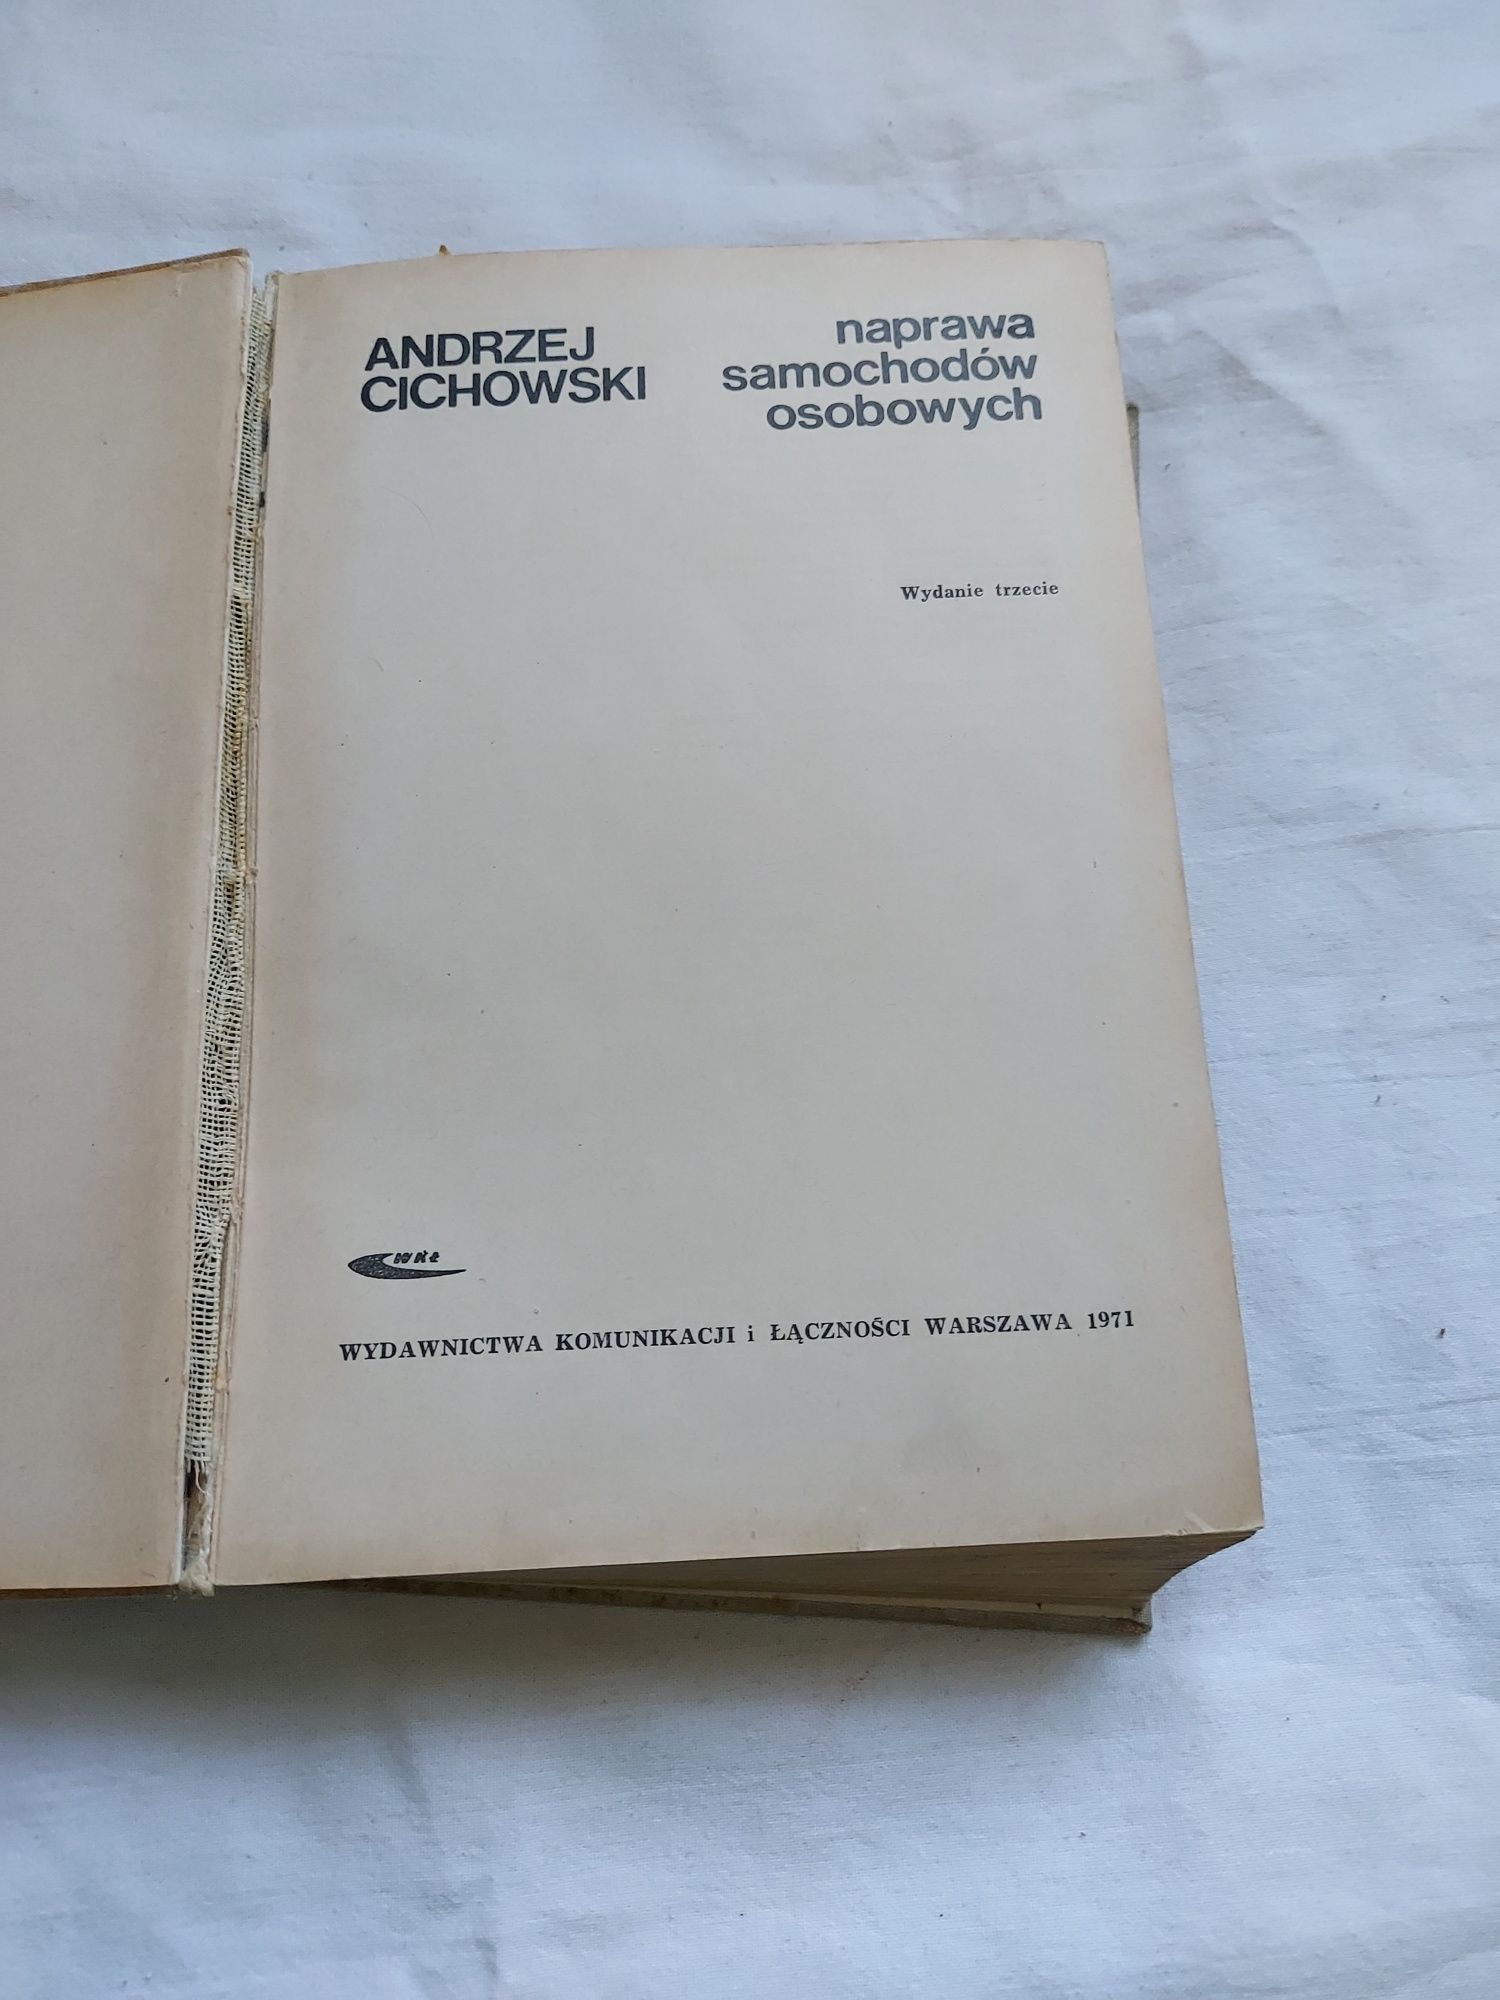 ANDRZEJ
CICHOWSKI
naprawa
samochodów
osobowych
Wydanie trzecie
wkł
WYDAWNICTWA KOMUNIKACJI i ŁĄCZNOŚCI WARSZAWA 1971